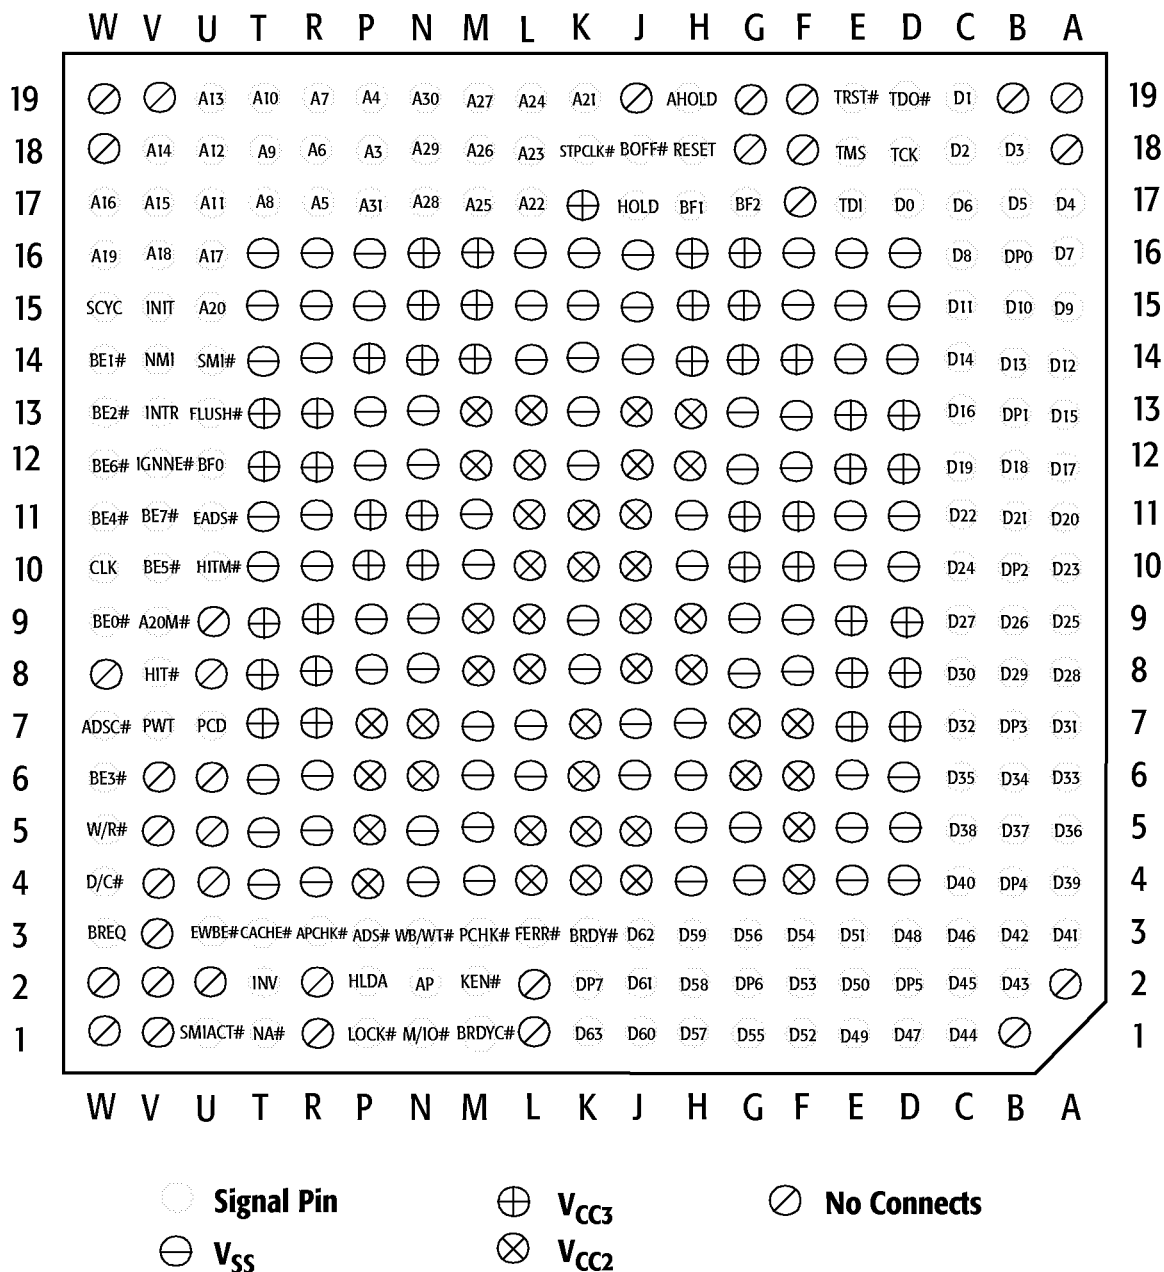 W V U T R P N M L K J H G F E D C B A
19 A13 A10 A7 A4 A30 A27 A24 A21 AHOLD TRST# TDO# D1 19
18 A14 A12 A9 A6 A3 A29 A26 A23 STPCLK# BOFF# RESET TMS TCK D2 D3 18
17 A16 A15 A11 A8 A5 A31 A28 A25 A22 HOLD BF1 BF2 TDI D0 D6 D5 D4 17
16 A19 A18 A17 D8 DP0 D7 16
15 SCYC INIT A20 D11 D10 D9 15
14 BE1# NMI SMI# D14 D13 D12 14
13 BE2# INTR FLUSH# D16 DP1 D15 13
12 BE6# IGNNE# BF0 D19 D18 D17 12
11 BE4# BE7# EADS# D22 D21 D20 11
10 CLK BE5# HITM# D24 DP2 D23 10
9 BE0# A20M# D27 D26 D25 9
8 HIT# D30 D29 D28 8
7 ADSC# PWT PCD D32 DP3 D31 7
6 BE3# D35 D34 D33 6
5 W/R# D38 D37 D36 5
4 D/C# D40 DP4 D39 4
3 BREQ EWBE# CACHE# APCHK# ADS# WB/WT# PCHK# FERR# BRDY# D62 D59 D56 D54 D51 D48 D46 D42 D41 3
2 INV HLDA AP KEN# DP7 D61 D58 DP6 D53 D50 DP5 D45 D43 2
1 SMIACT# NA# LOCK# M/IO# BRDYC# D63 D60 D57 D55 D52 D49 D47 D44 1
W V U T R P N M L K J H G F E D C B A
Signal Pin VCC3 No Connects
VSS VCC2